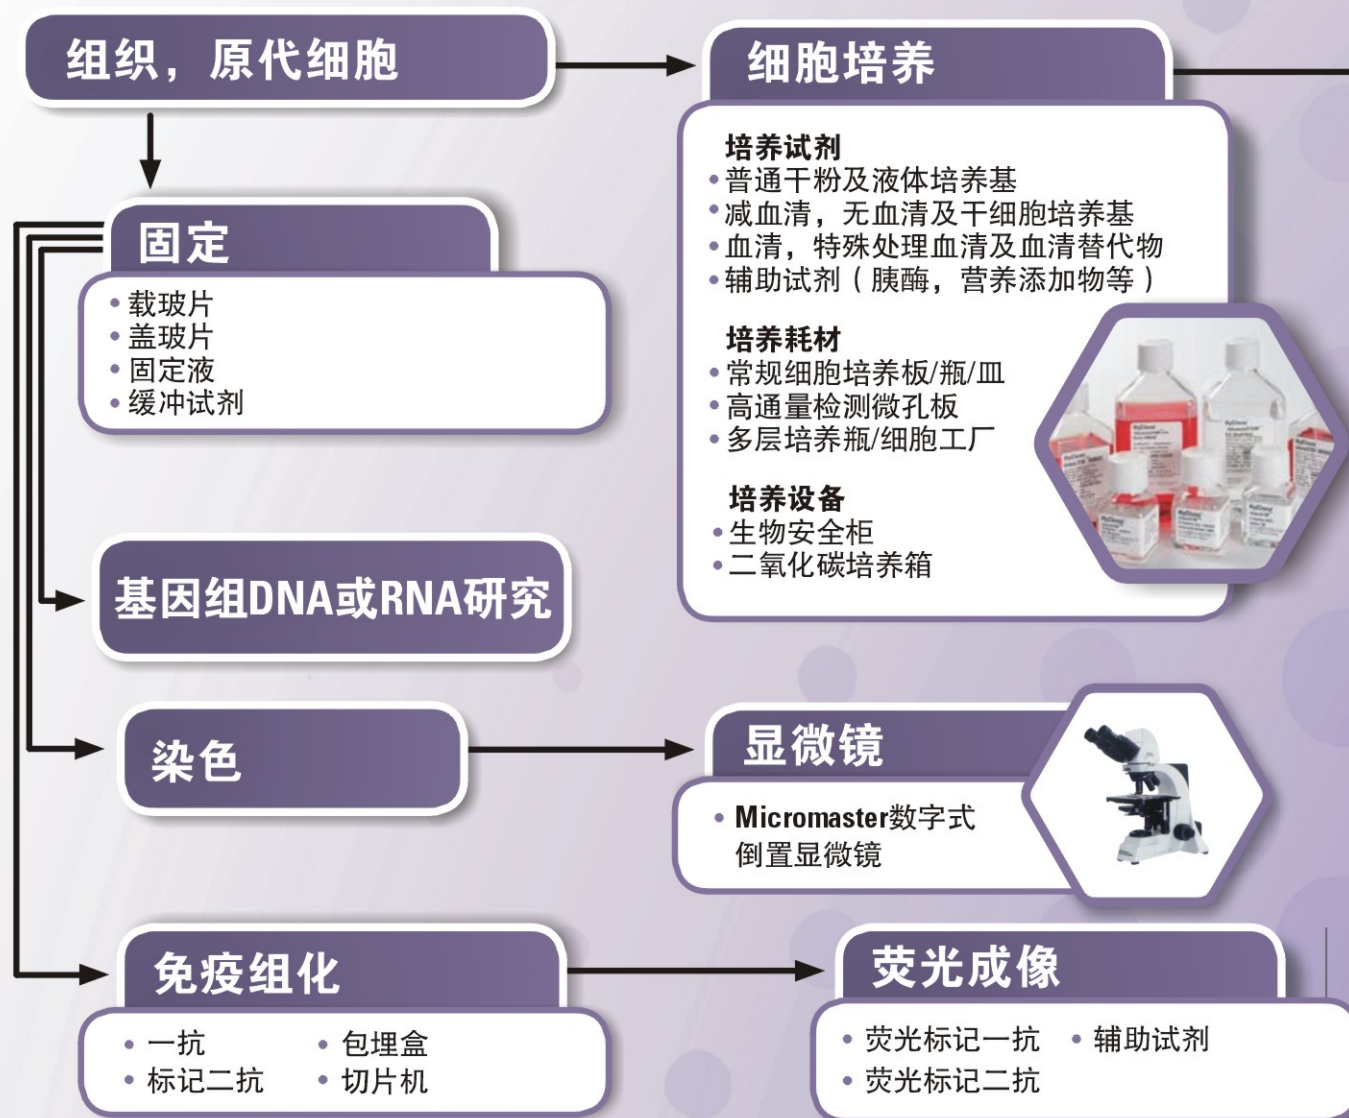 组织，原代细胞
细胞培养
培养试剂
• 普通干粉及液体培养基
• 减血清，无血清及干细胞培养基
• 血清，特殊处理血清及血清替代物
• 辅助试剂（胰酶，营养添加物等）
培养耗材
• 常规细胞培养板/瓶/皿
• 高通量检测微孔板
• 多层培养瓶/细胞工厂
培养设备
• 生物安全柜
• 二氧化碳培养箱
固定
• 载玻片
• 盖玻片
• 固定液
• 缓冲试剂
基因组DNA或RNA研究
染色
显微镜
• Micromaster数字式
倒置显微镜
免疫组化
• 一抗
• 标记二抗
• 包埋盒
• 切片机
荧光成像
• 荧光标记一抗
• 荧光标记二抗
• 辅助试剂